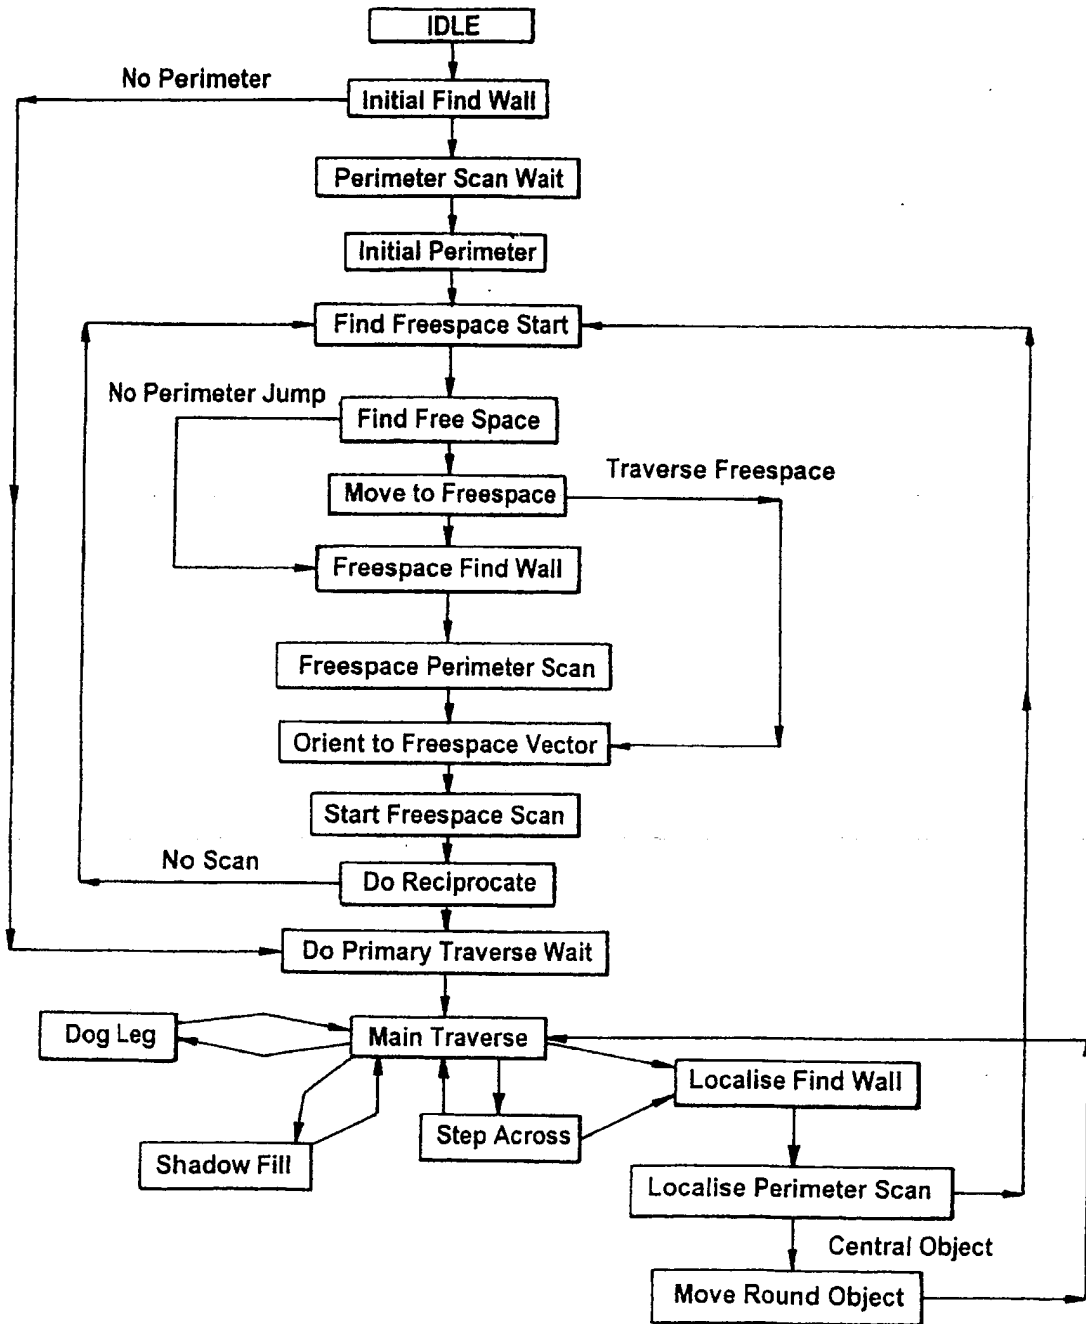 IDLE
No Perimeter
Initial Find Wall
Perimeter Scan Wait
Initial Perimeter
Find Freespace Start
No Perimeter Jump
Find Free Space
Traverse Freespace
Move to Freespace
Freespace Find Wall
Freespace Perimeter Scan
Orient to Freespace Vector
Start Freespace Scan
No Scan
Do Reciprocate
Do Primary Traverse Wait
Dog Leg
Main Traverse
Localise Find Wall
Step Across
Shadow Fill
Localise Perimeter Scan
Central Object
Move Round Object